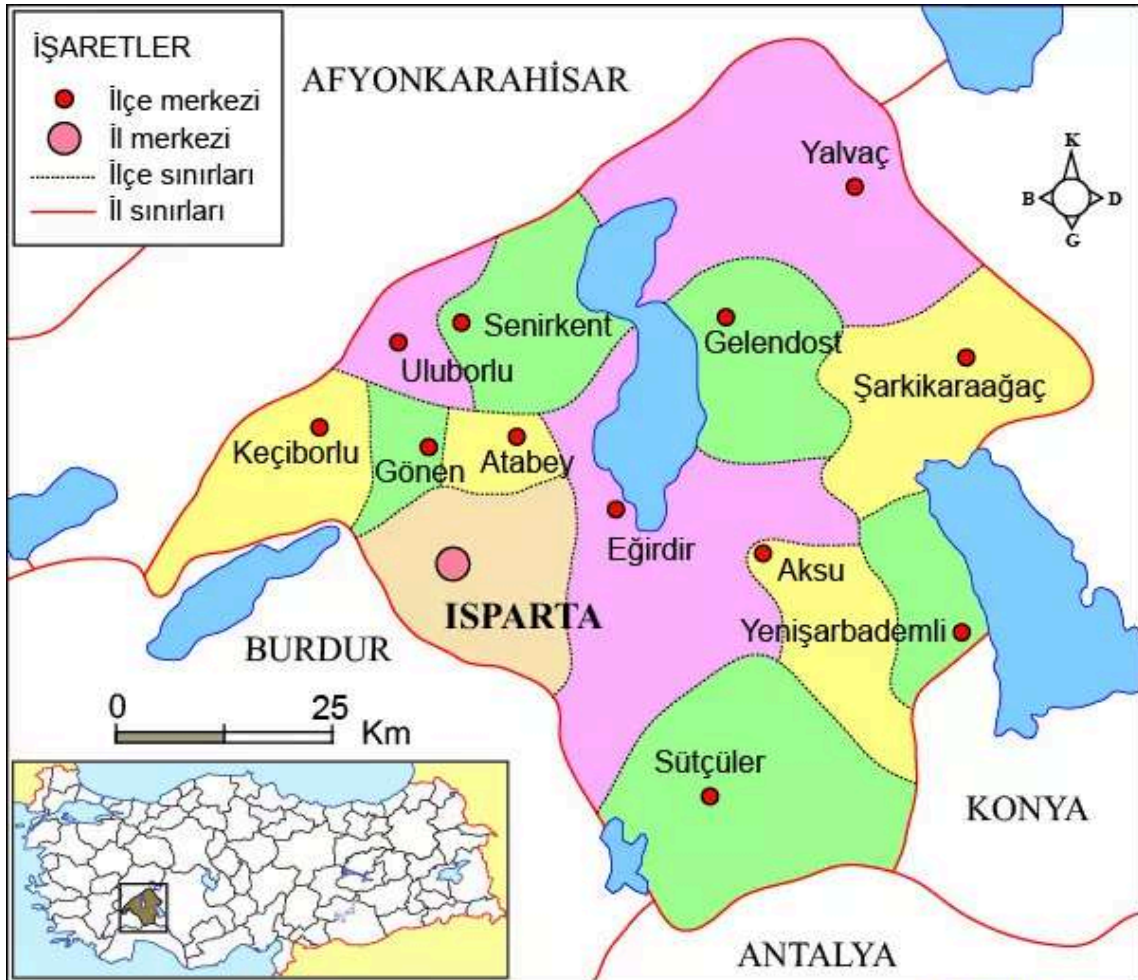 İŞARETLER
İlçe merkezi
İl merkezi
İlçe sınırları
İl sınırları
AFYONKARAHİSAR
K
B
D
G
Yalvaç
Senirkent
Gelendost
Uluborlu
Şarkikaraağaç
Keçiborlu
Gönen
Atabey
Eğirdir
Aksu
ISPARTA
Yenişarbademli
BURDUR
0 25
Km
Sütçüler
KONYA
ANTALYA